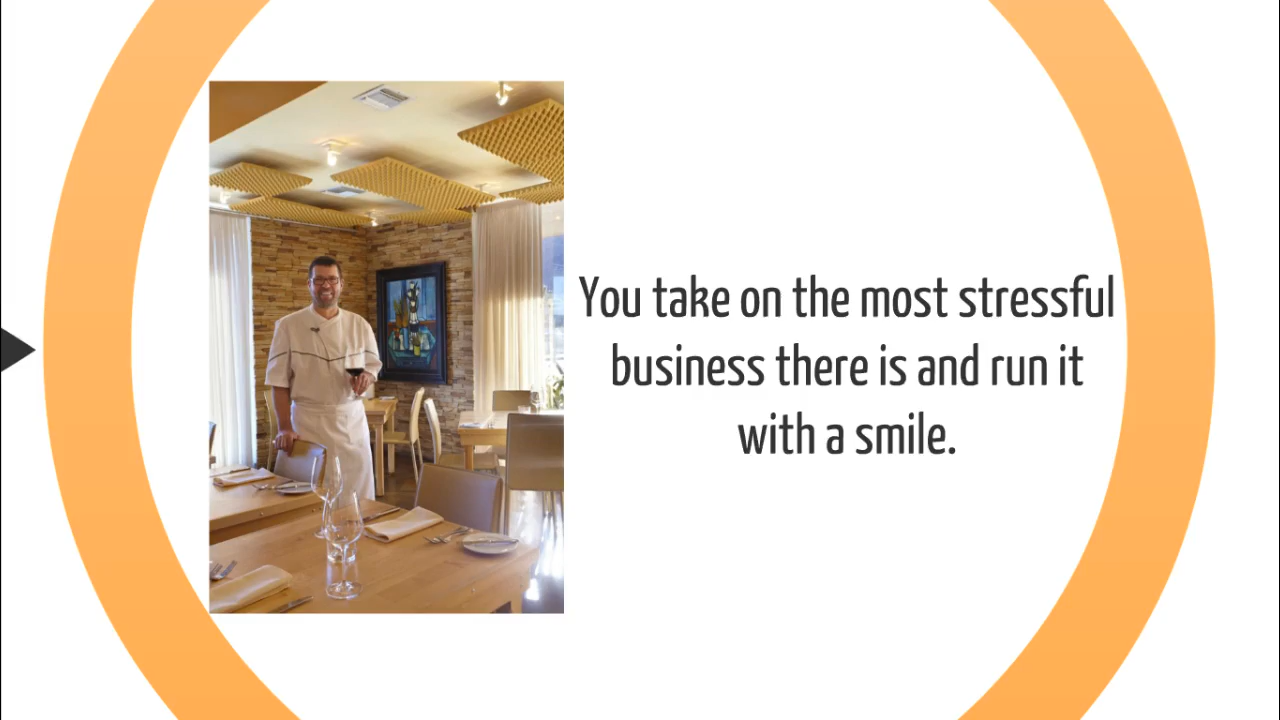 You take on the most stressful
business there is and run it
with a smile.